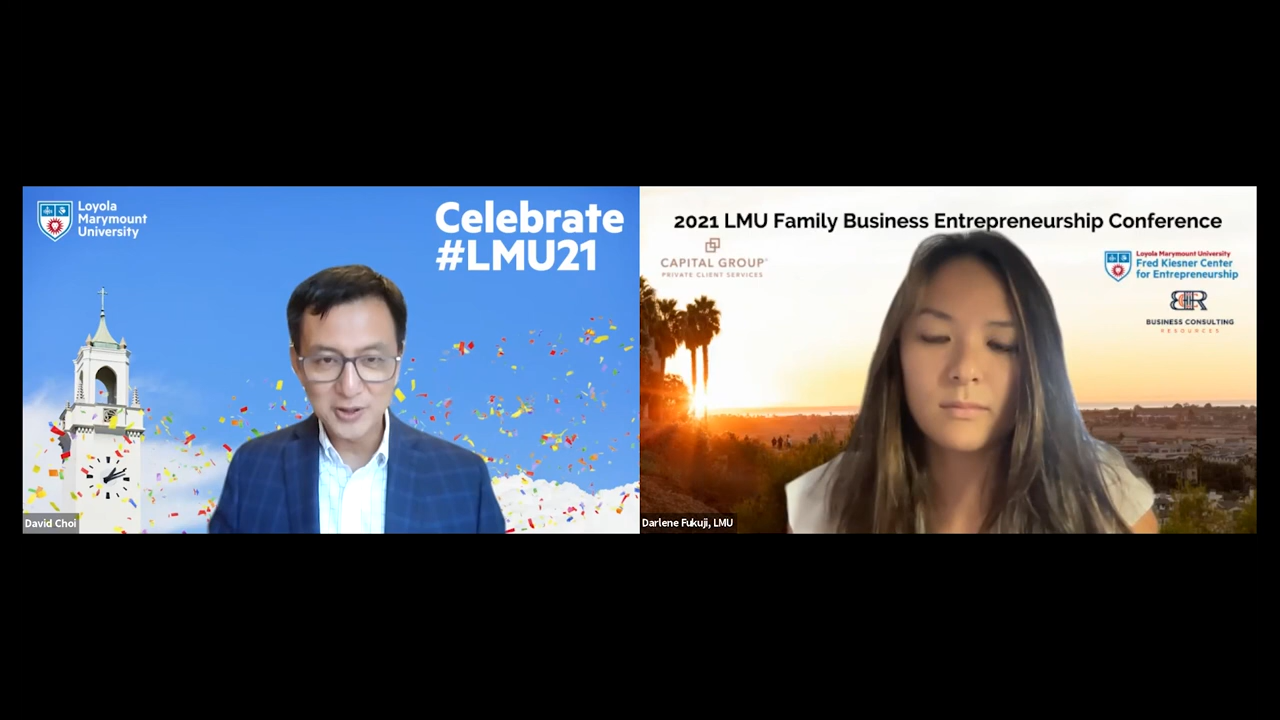 Loyola
Marymount
University
Celebrate
#LMU21
David Choi
2021 LMU Family Business Entrepreneurship Conference
CAPITAL GROUP™
PRIVATE CLIENT SERVICES
Loyola Marymount University
Fred Kiesner Center
for Entrepreneurship
BCR
BUSINESS CONSULTING
RESOURCES
Darlene Fukuji, LMU